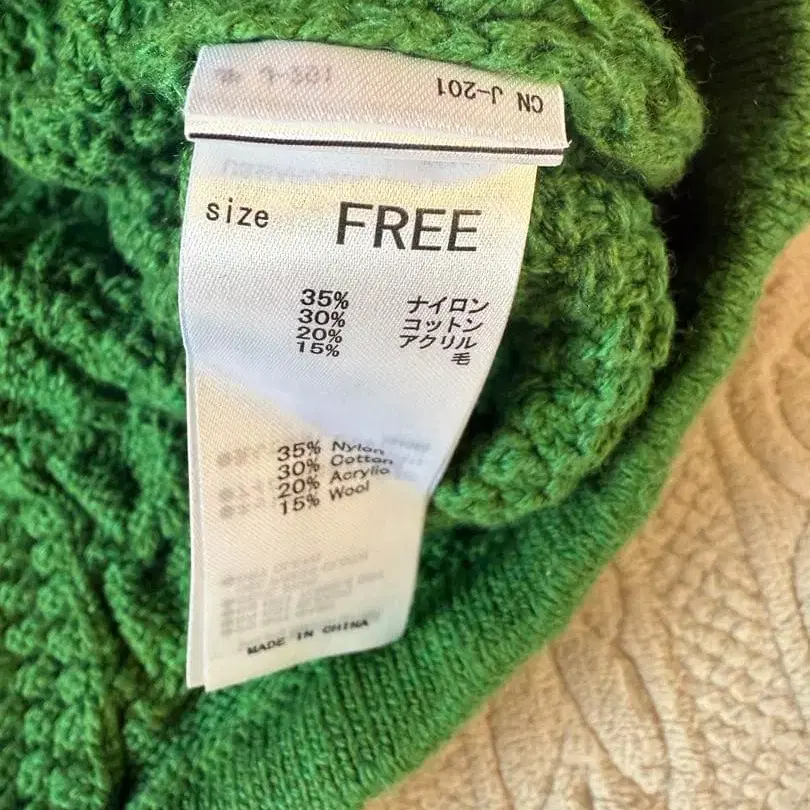 CN J-201
size FREE
35% ナイロン
30% コットン
20% アクリル
15% 毛
35% Nylon
30% Cotton
20% Acrylic
15% Wool
MADE IN CHINA